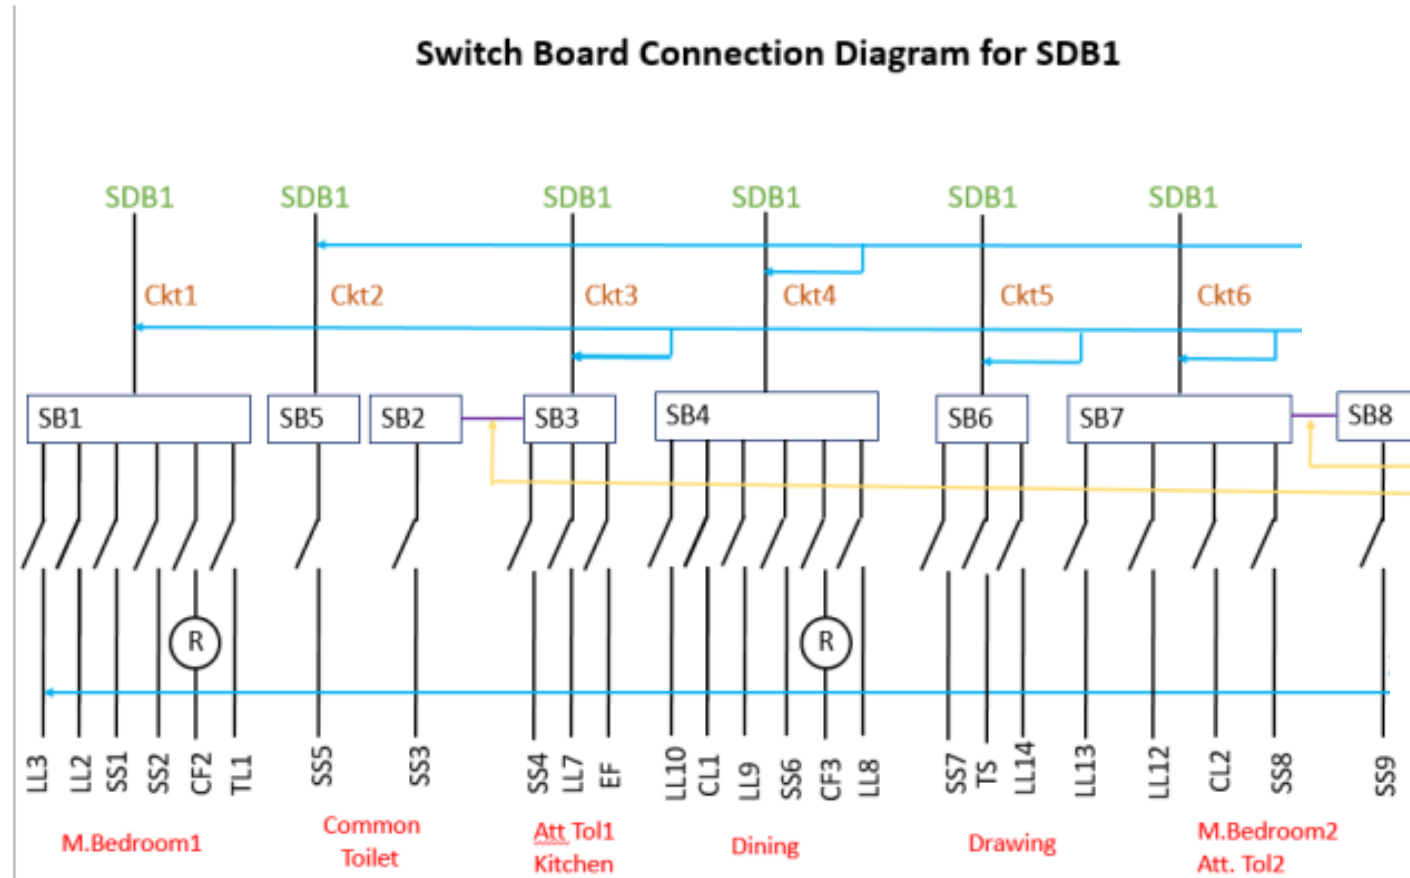 Switch Board Connection Diagram for SDB1
SDB1 SDB1 SDB1 SDB1 SDB1 SDB1
Ckt1 Ckt2 Ckt3 Ckt4 Ckt5 Ckt6
SB1 SB5 SB2 SB3 SB4 SB6 SB7 SB8
R R
LL3 LL2 SS1 SS2 CF2 TL1 SS5 SS3 SS4 LL7 EF LL10 CL1 LL9 SS6 CF3 LL8 SS7 TS LL14 LL13 LL12 CL2 SS8 SS9
M.Bedroom1
Common
Toilet
Att Tol1
Kitchen
Dining
Drawing
M.Bedroom2
Att. Tol2